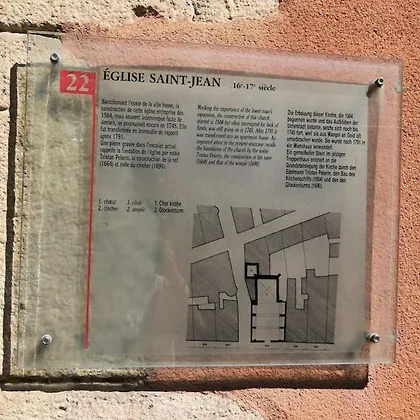 22
ÉGLISE SAINT-JEAN 16e-17e siècle
Sanctionnant l'essor de la ville basse, la
construction de cette église entreprise dès
1564, mais souvent interrompue faute de
deniers, se poursuivait encore en 1745. Elle
fut transformée en immeuble de rapport
après 1791.
Une pierre gravée dans l'escalier actuel
rappelle la fondation de l'église par noble
Tristan Pelerin, la construction de la nef
(1664) et celle du clocher (1690).
Marking the importance of the lower town's
expansion, the construction of this church,
started in 1564 but often interrupted for lack of
funds, was still going on in 1745. After 1791 it
was transformed into an apartment house. An
engraved stone in the present staircase recalls
the foundation of the church by the noble
Tristan Pelerin, the construction of the nave
(1664) and that of the steeple (1690).
Die Erbauung dieser Kirche, die 1564
begonnen wurde und das Aufblühen der
Unterstadt betonte, setzte sich noch bis
1745 fort, weil sie aus Mangel an Geld oft
unterbrochen wurde. Sie wurde nach 1791 in
ein Mietshaus verwandelt.
Ein gemeißelter Stein im jetzigen
Treppenhaus erinnert an die
Grundsteinlegung der Kirche durch den
Edelmann Tristan Pelerin, den Bau des
Kirchenschiffs (1664) und den des
Glockenturms (1690).
1. chœur 1. choir 1. Chor kirche
2. clocher 2. steeple 2. Glockenturm